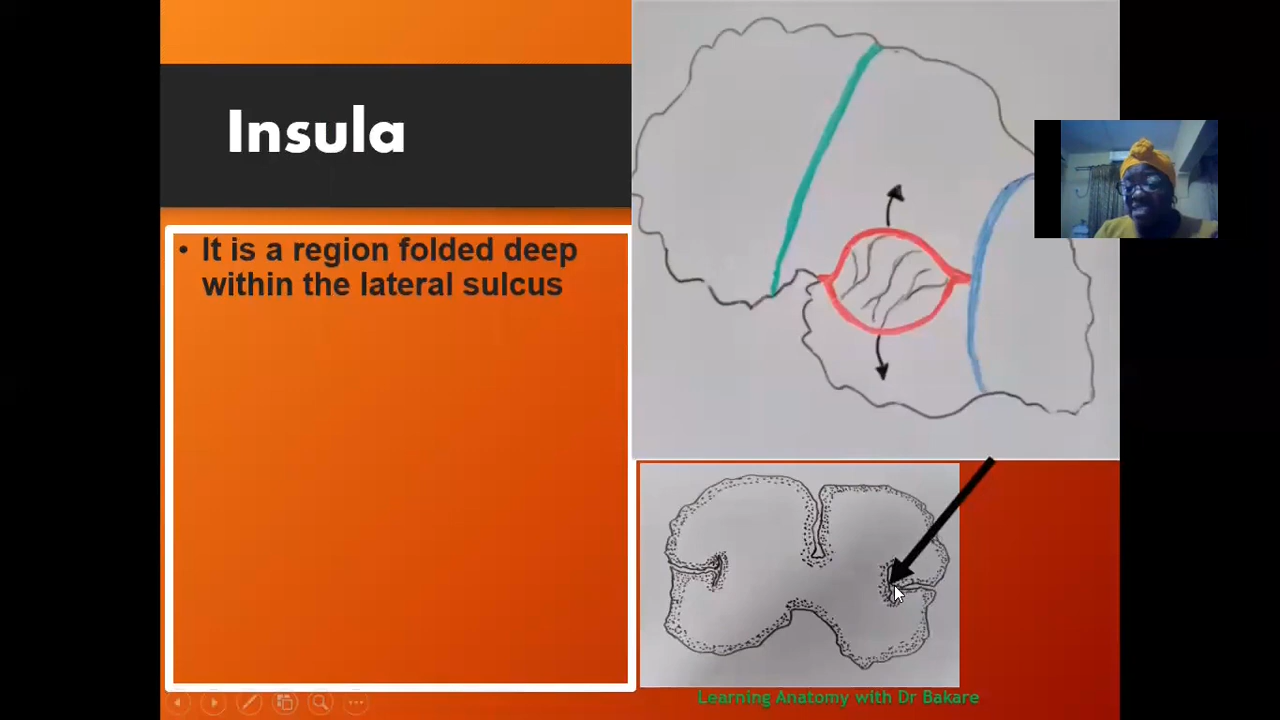 Insula
• It is a region folded deep
within the lateral sulcus
Learning Anatomy with Dr Bakare